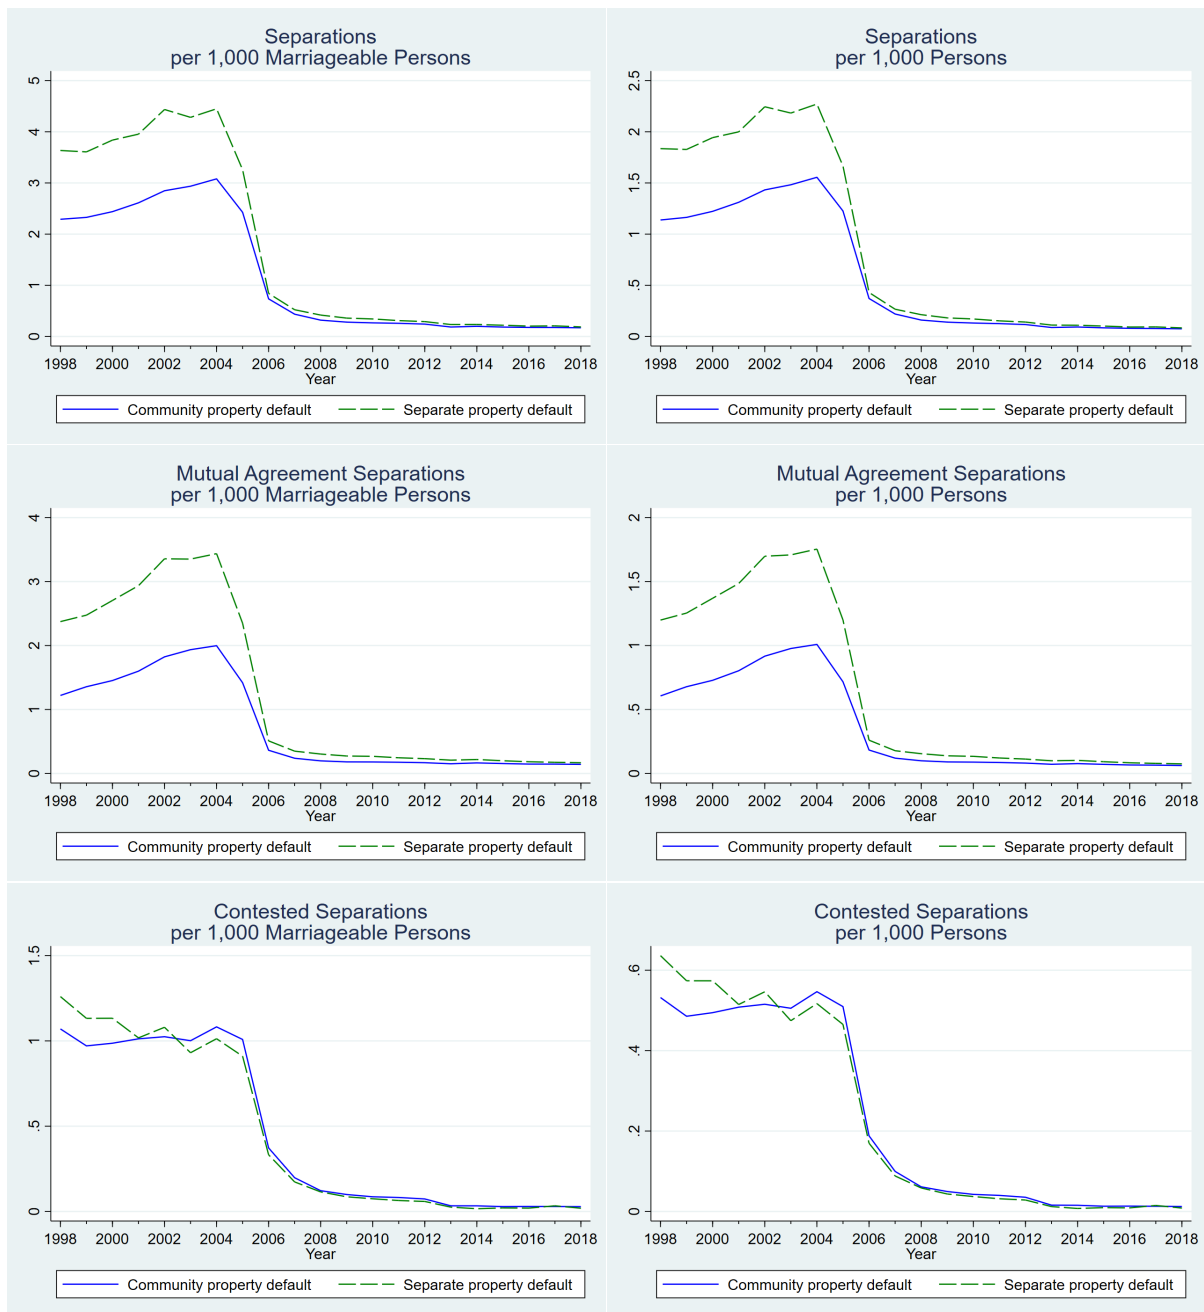 Separations
per 1,000 Marriageable Persons
5
4
3
2
1
0
1998 2000 2002 2004 2006 2008 2010 2012 2014 2016 2018
Year
Community property default Separate property default
Separations
per 1,000 Persons
2.5
2
1.5
1
.5
0
1998 2000 2002 2004 2006 2008 2010 2012 2014 2016 2018
Year
Community property default Separate property default
Mutual Agreement Separations
per 1,000 Marriageable Persons
4
3
2
1
0
1998 2000 2002 2004 2006 2008 2010 2012 2014 2016 2018
Year
Community property default Separate property default
Mutual Agreement Separations
per 1,000 Persons
2
1.5
1
.5
0
1998 2000 2002 2004 2006 2008 2010 2012 2014 2016 2018
Year
Community property default Separate property default
Contested Separations
per 1,000 Marriageable Persons
1.5
1
.5
0
1998 2000 2002 2004 2006 2008 2010 2012 2014 2016 2018
Year
Community property default Separate property default
Contested Separations
per 1,000 Persons
.6
.4
.2
0
1998 2000 2002 2004 2006 2008 2010 2012 2014 2016 2018
Year
Community property default Separate property default